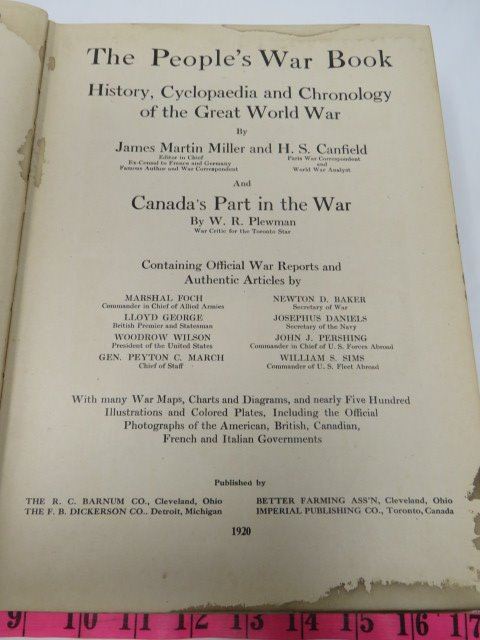 The People's War Book
History, Cyclopaedia and Chronology
of the Great World War
By
James Martin Miller and H. S. Canfield
Editor in Chief Paris War Correspondent
Ex-Consul to France and Germany and
Famous Author and War Correspondent World War Analyst
And
Canada's Part in the War
By W. R. Plewman
War Critic for the Toronto Star
Containing Official War Reports and
Authentic Articles by
MARSHAL FOCH NEWTON D. BAKER
Commander in Chief of Allied Armies Secretary of War
LLOYD GEORGE JOSEPHUS DANIELS
British Premier and Statesman Secretary of the Navy
WOODROW WILSON JOHN J. PERSHING
President of the United States Commander in Chief of U. S. Forces Abroad
GEN. PEYTON C. MARCH WILLIAM S. SIMS
Chief of Staff Commander of U. S. Fleet Abroad
With many War Maps, Charts and Diagrams, and nearly Five Hundred
Illustrations and Colored Plates, Including the Official
Photographs of the American, British, Canadian,
French and Italian Governments
Published by
THE R. C. BARNUM CO., Cleveland, Ohio BETTER FARMING ASS'N, Cleveland, Ohio
THE F. B. DICKERSON CO.. Detroit, Michigan IMPERIAL PUBLISHING CO., Toronto, Canada
1920
9 10 11 12 13 14 15 16 17